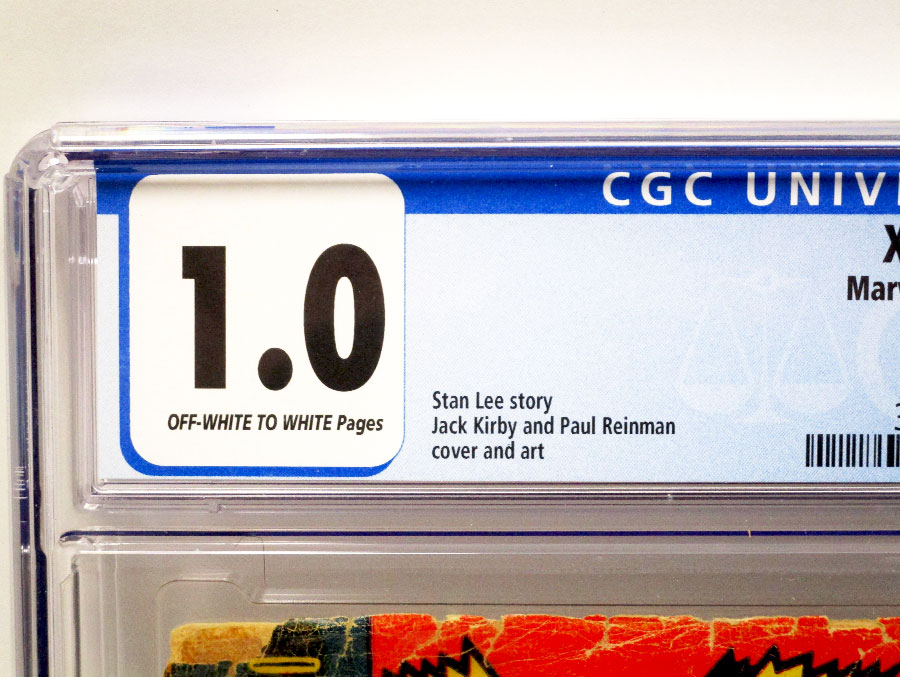 CGC UNIV
X
Marv
1.0
OFF-WHITE TO WHITE Pages
Stan Lee story
Jack Kirby and Paul Reinman
cover and art